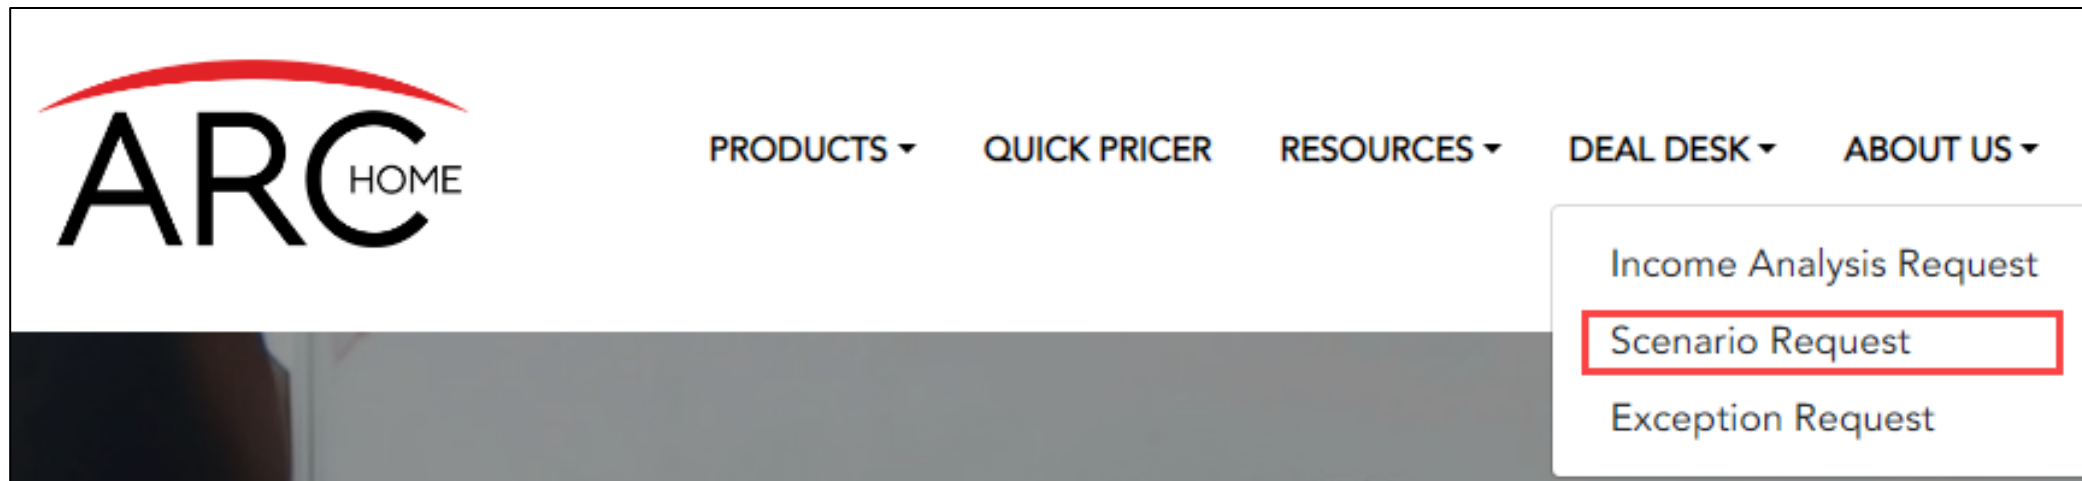 ARC HOME
PRODUCTS QUICK PRICER RESOURCES DEAL DESK ABOUT US
Income Analysis Request
Scenario Request
Exception Request